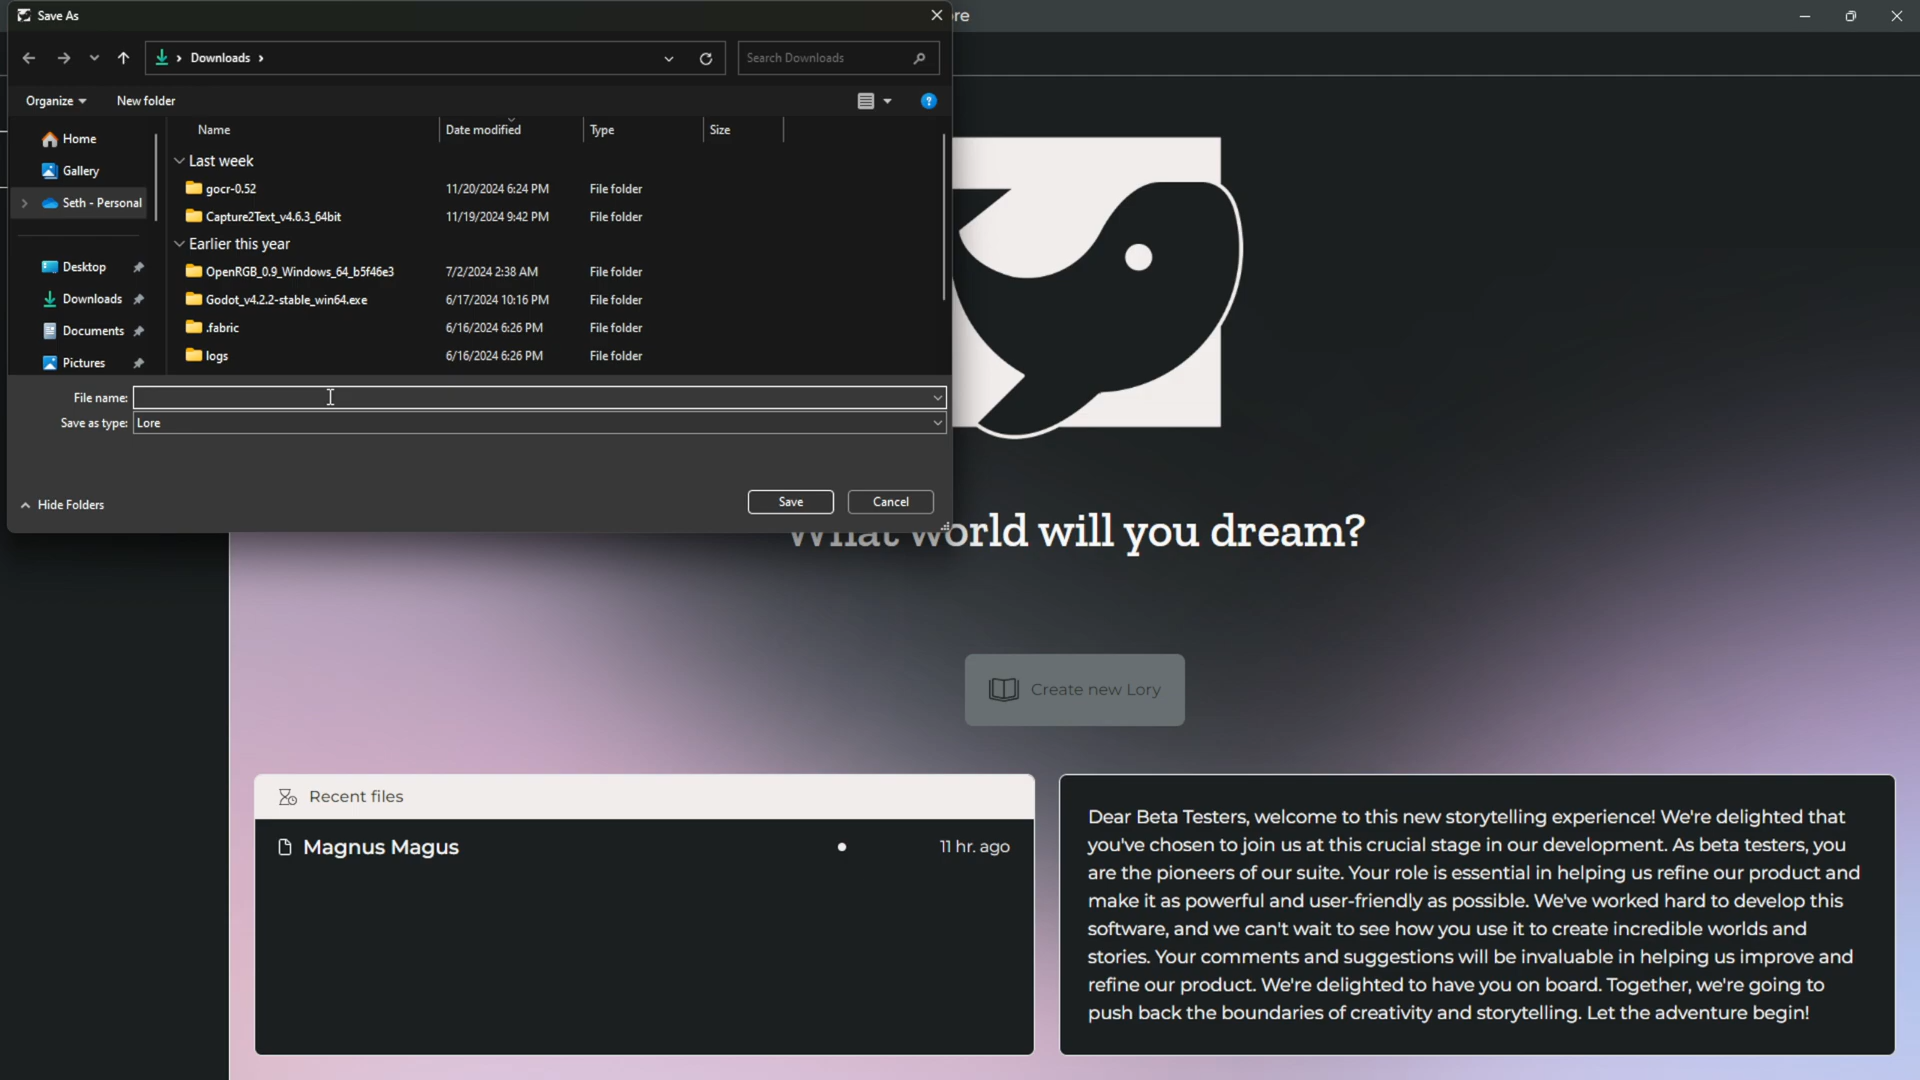 Save As
re
Downloads
Search Downloads
Organize
New folder
Home
Gallery
Seth - Personal
Desktop
Downloads
Documents
Pictures
Name
Date modified
Type
Size
Last week
gocr-0.52 11/20/2024 6:24 PM File folder
Capture2Text_v4.6.3_64bit 11/19/2024 9:42 PM File folder
Earlier this year
OpenRGB_0.9_Windows_64_b5f46e3 7/2/2024 2:38 AM File folder
Godot_v4.2.2-stable_win64.exe 6/17/2024 10:16 PM File folder
.fabric 6/16/2024 6:26 PM File folder
logs 6/16/2024 6:26 PM File folder
File name:
Save as type: Lore
Hide Folders
Save
Cancel
What world will you dream?
Create new Lory
Recent files
Magnus Magus
11 hr. ago
Dear Beta Testers, welcome to this new storytelling experience! We're delighted that
you've chosen to join us at this crucial stage in our development. As beta testers, you
are the pioneers of our suite. Your role is essential in helping us refine our product and
make it as powerful and user-friendly as possible. We've worked hard to develop this
software, and we can't wait to see how you use it to create incredible worlds and
stories. Your comments and suggestions will be invaluable in helping us improve and
refine our product. We're delighted to have you on board. Together, we're going to
push back the boundaries of creativity and storytelling. Let the adventure begin!